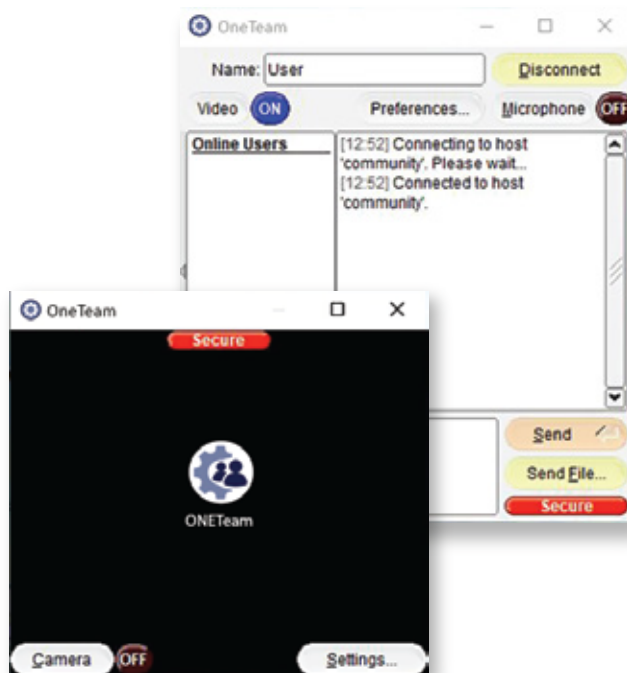 OneTeam
Name: User Disconnect
Video ON Preferences... Microphone OFF
Online Users
[12:52] Connecting to host
'community'. Please wait...
[12:52] Connected to host
'community'.
Send
Send File...
Secure
OneTeam
Secure
ONETeam
Camera OFF Settings...